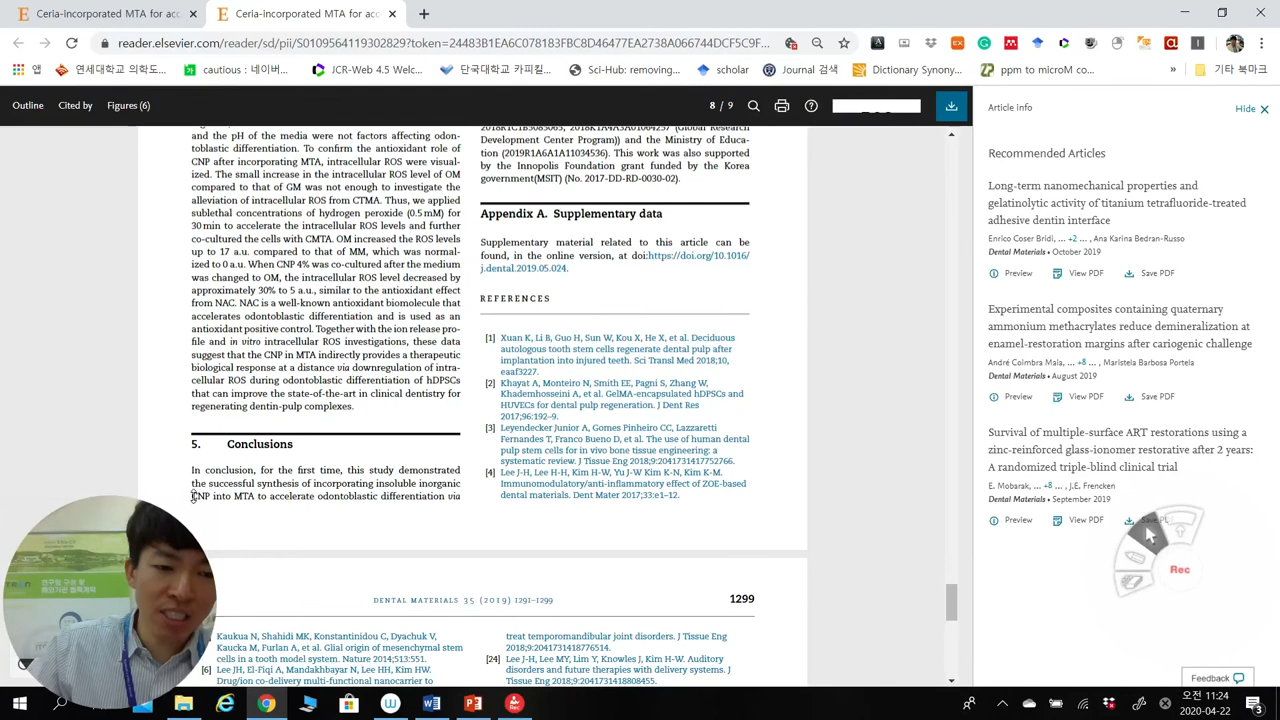 Ceria-Incorporated MTA for acc
Ceria-Incorporated MTA for acc
reader.elsevier.com/reader/sd/pii/S0109564119302829?token=24483B1EA6C078183FBC8D46477EA2738A066744DCF5C9F...
앱
연세대학교 의학도...
cautious : 네이버...
JCR-Web 4.5 Welc...
단국대학교 카피킬...
Sci-Hub: removing...
scholar
Journal 검색
Dictionary Synony...
ppm to microM co...
»
기타 북마크
Outline
Cited by
Figures (6)
8 / 9
and the pH of the media were not factors affecting odon-
toblastic differentiation. To confirm the antioxidant role of
CNP after incorporating MTA, intracellular ROS were visual-
ized. The small increase in the intracellular ROS level of OM
compared to that of GM was not enough to investigate the
alleviation of intracellular ROS from CTMA. Thus, we applied
sublethal concentrations of hydrogen peroxide (0.5 mM) for
30 min to accelerate the intracellular ROS levels and further
co-cultured the cells with CMTA. OM increased the ROS levels
up to 17 a.u. compared to that of MM, which was normal-
ized to 0 a.u. When CNP 4% was co-cultured after the medium
was changed to OM, the intracellular ROS level decreased by
approximately 30% to 5 a.u., similar to the antioxidant effect
from NAC. NAC is a well-known antioxidant biomolecule that
accelerates odontoblastic differentiation and is used as an
antioxidant positive control. Together with the ion release pro-
file and in vitro intracellular ROS investigations, these data
suggest that the CNP in MTA indirectly provides a therapeutic
biological response at a distance via downregulation of intra-
cellular ROS during odontoblastic differentiation of hDPSCs
that can improve the state-of-the-art in clinical dentistry for
regenerating dentin-pulp complexes.
5. Conclusions
In conclusion, for the first time, this study demonstrated
the successful synthesis of incorporating insoluble inorganic
CNP into MTA to accelerate odontoblastic differentiation via
2018K1C1B3085065, 2018K1A4A3A01064257 (Global Research
Development Center Program)) and the Ministry of Educa-
tion (2019R1A6A1A11034536). This work was also supported
by the Innopolis Foundation grant funded by the Korea
government(MSIT) (No. 2017-DD-RD-0030-02).
Appendix A. Supplementary data
Supplementary material related to this article can be
found, in the online version, at doi:https://doi.org/10.1016/
j.dental.2019.05.024.
REFERENCES
[1] Xuan K, Li B, Guo H, Sun W, Kou X, He X, et al. Deciduous
autologous tooth stem cells regenerate dental pulp after
implantation into injured teeth. Sci Transl Med 2018;10,
eaaf3227.
[2] Khayat A, Monteiro N, Smith EE, Pagni S, Zhang W,
Khademhosseini A, et al. GelMA-encapsulated hDPSCs and
HUVECs for dental pulp regeneration. J Dent Res
2017;96:192–9.
[3] Leyendecker Junior A, Gomes Pinheiro CC, Lazzaretti
Fernandes T, Franco Bueno D, et al. The use of human dental
pulp stem cells for in vivo bone tissue engineering: a
systematic review. J Tissue Eng 2018;9:2041731417752766.
[4] Lee J-H, Lee H-H, Kim H-W, Yu J-W Kim K-N, Kim K-M.
Immunomodulatory/anti-inflammatory effect of ZOE-based
dental materials. Dent Mater 2017;33:e1–12.
DENTAL MATERIALS 35 (2019) 1291–1299
1299
Kaukua N, Shahidi MK, Konstantinidou C, Dyachuk V,
Kaucka M, Furlan A, et al. Glial origin of mesenchymal stem
cells in a tooth model system. Nature 2014;513:551.
[6] Lee JH, El-Fiqi A, Mandakhbayar N, Lee HH, Kim HW.
Drug/ion co-delivery multi-functional nanocarrier to
treat temporomandibular joint disorders. J Tissue Eng
2018;9:2041731418776514.
[24] Lee J-H, Lee MY, Lim Y, Knowles J, Kim H-W. Auditory
disorders and future therapies with delivery systems. J
Tissue Eng 2018;9:2041731418808455.
Article info
Hide
Recommended Articles
Long-term nanomechanical properties and
gelatinolytic activity of titanium tetrafluoride-treated
adhesive dentin interface
Enrico Coser Bridi, ... +2 , Ana Karina Bedran-Russo
Dental Materials • October 2019
Preview View PDF Save PDF
Experimental composites containing quaternary
ammonium methacrylates reduce demineralization at
enamel-restoration margins after cariogenic challenge
André Coimbra Maia, ... +8 , Maristela Barbosa Portela
Dental Materials • August 2019
Preview View PDF Save PDF
Survival of multiple-surface ART restorations using a
zinc-reinforced glass-ionomer restorative after 2 years:
A randomized triple-blind clinical trial
E. Mobarak, ... +8 , J.E. Frencken
Dental Materials • September 2019
Preview View PDF
Rec
Feedback
오전 11:24
2020-04-22
3